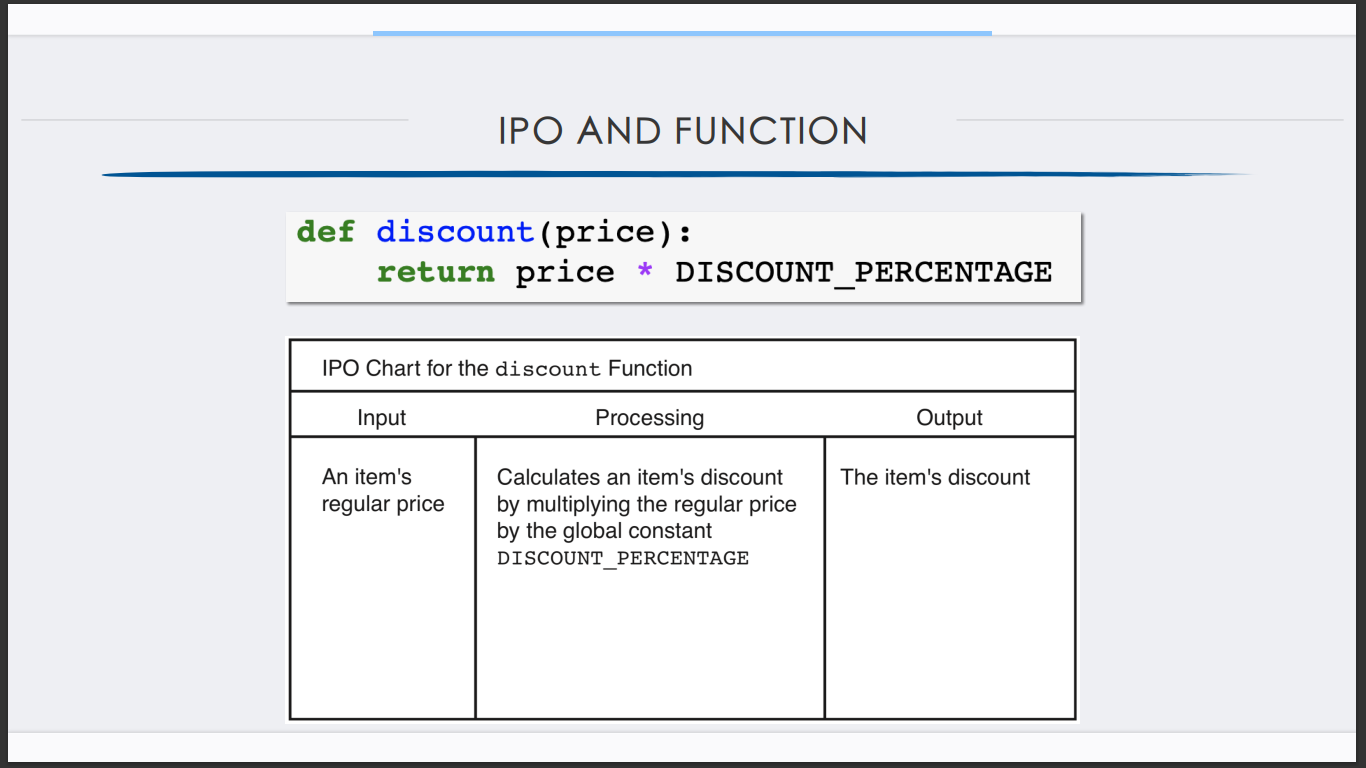 IPO AND FUNCTION
def discount(price):
    return price * DISCOUNT_PERCENTAGE
IPO Chart for the discount Function
Input Processing Output
An item's
regular price
Calculates an item's discount
by multiplying the regular price
by the global constant
DISCOUNT_PERCENTAGE
The item's discount